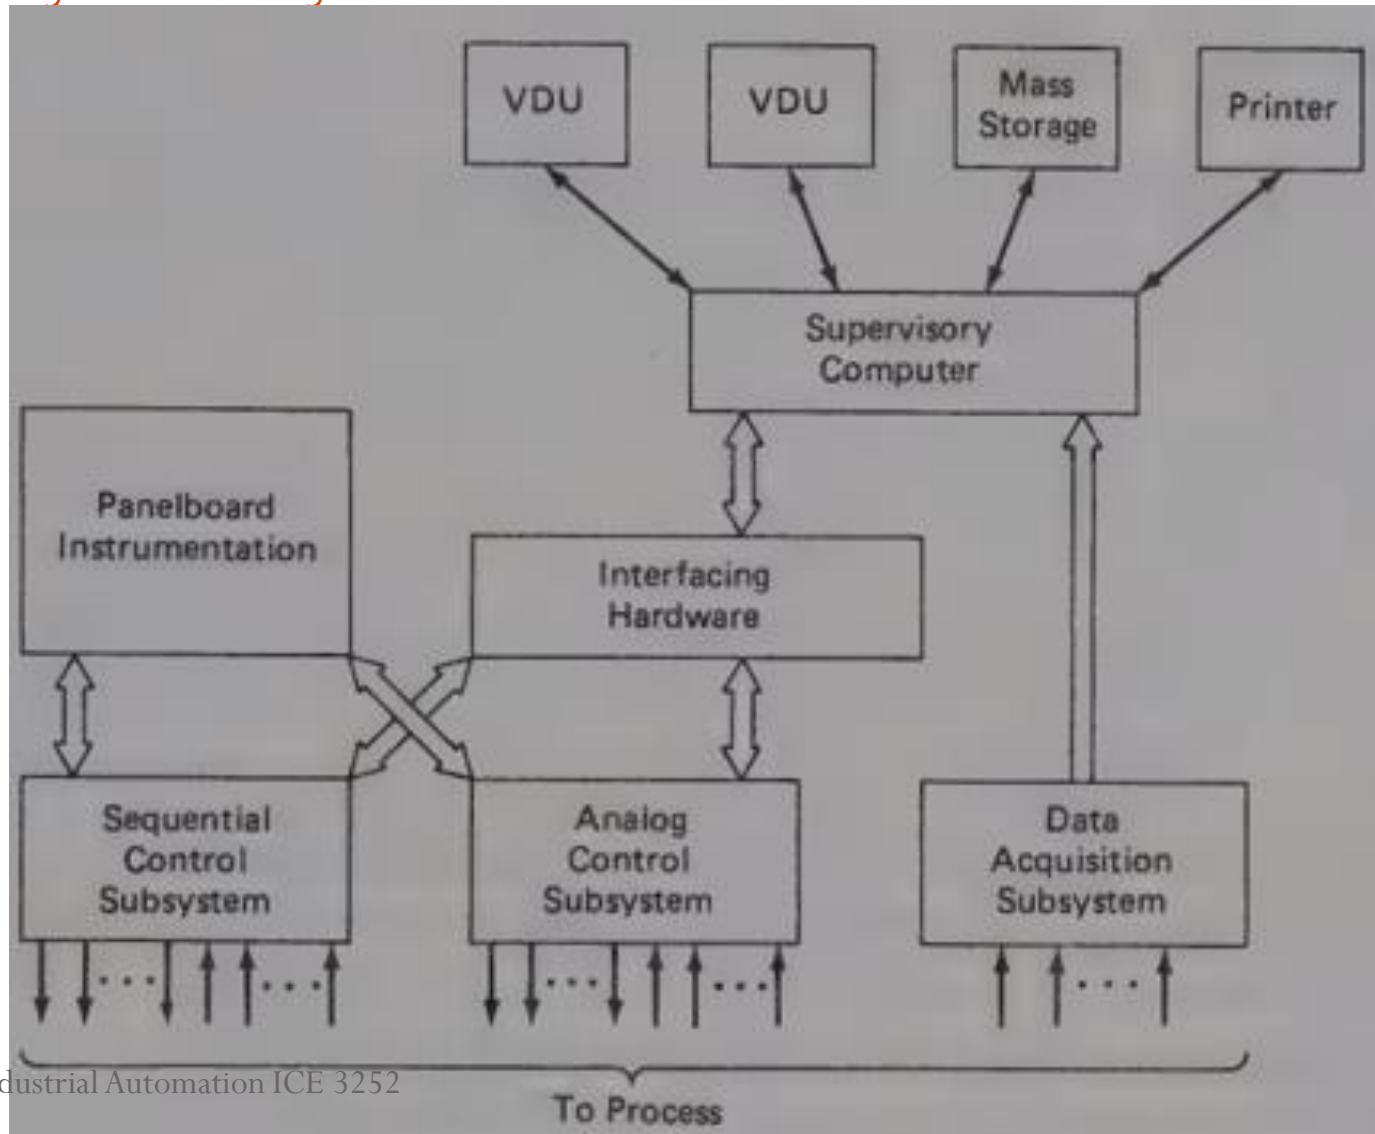 VDU
VDU
Mass
Storage
Printer
Supervisory
Computer
Panelboard
Instrumentation
Interfacing
Hardware
Sequential
Control
Subsystem
Analog
Control
Subsystem
Data
Acquisition
Subsystem
dustrial Automation ICE 3252
To Process